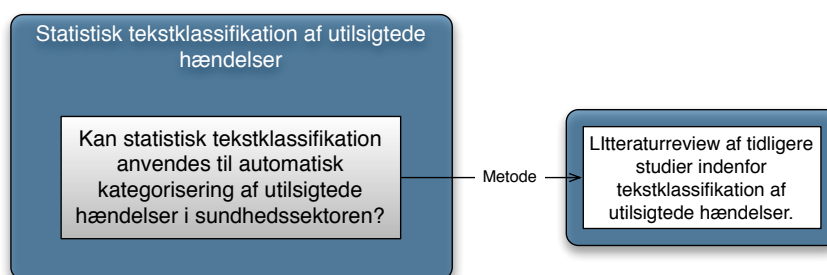 Statistisk tekstklassifikation af utilsigtede
hændelser
Kan statistisk tekstklassifikation
anvendes til automatisk
kategorisering af utilsigtede
hændelser i sundhedssektoren?
Metode
LItteraturreview af tidligere
studier indenfor
tekstklassifikation af
utilsigtede hændelser.